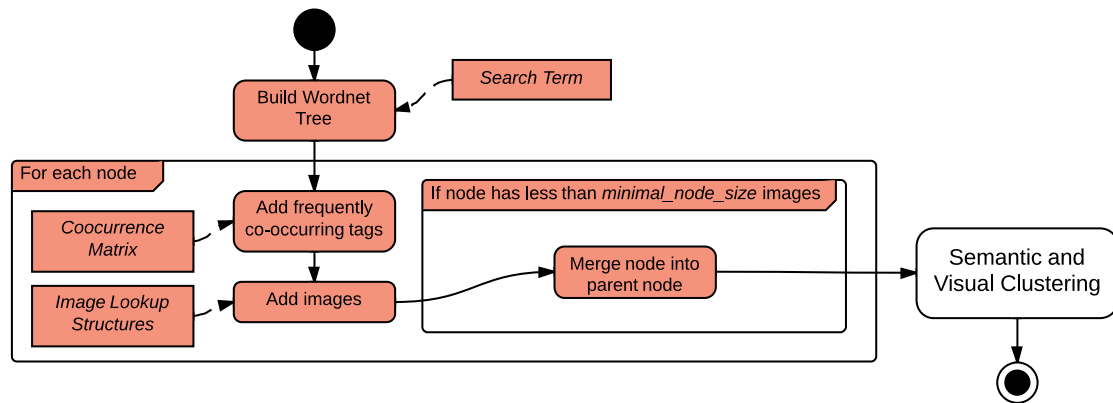 Search Term
Build Wordnet
Tree
For each node
If node has less than minimal_node_size images
Add frequently
co-occurring tags
Coocurrence
Matrix
Merge node into
parent node
Semantic and
Visual Clustering
Add images
Image Lookup
Structures